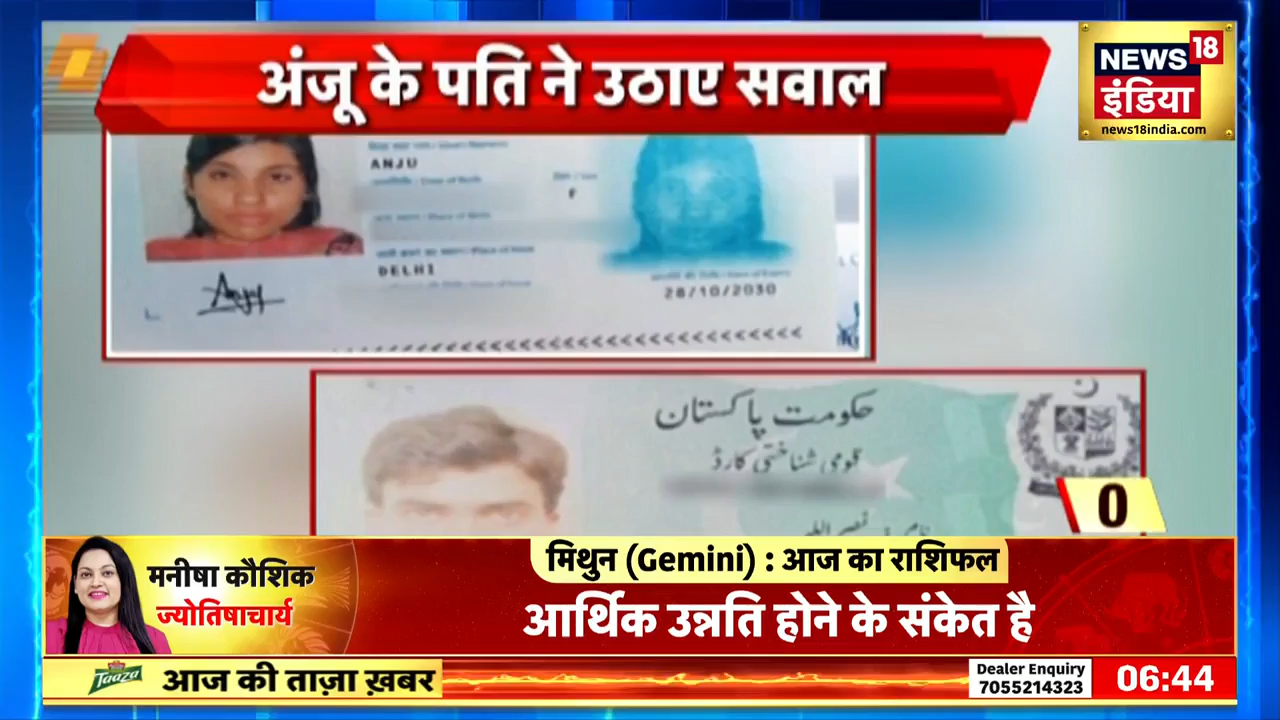 अंजू के पति ने उठाए सवाल
NEWS 18
इंडिया
news18india.com
ANJU
F
DELHI
28/10/2030
<<<<<<<<<<<<<<<<<<<<<<<<<<<<<<
حکومت پاکستان
قومی شناختی کارڈ
0
मनीषा कौशिक
ज्योतिषाचार्य
मिथुन (Gemini) : आज का राशिफल
आर्थिक उन्नति होने के संकेत है
Taaza
आज की ताज़ा ख़बर
Dealer Enquiry
7055214323
06:44